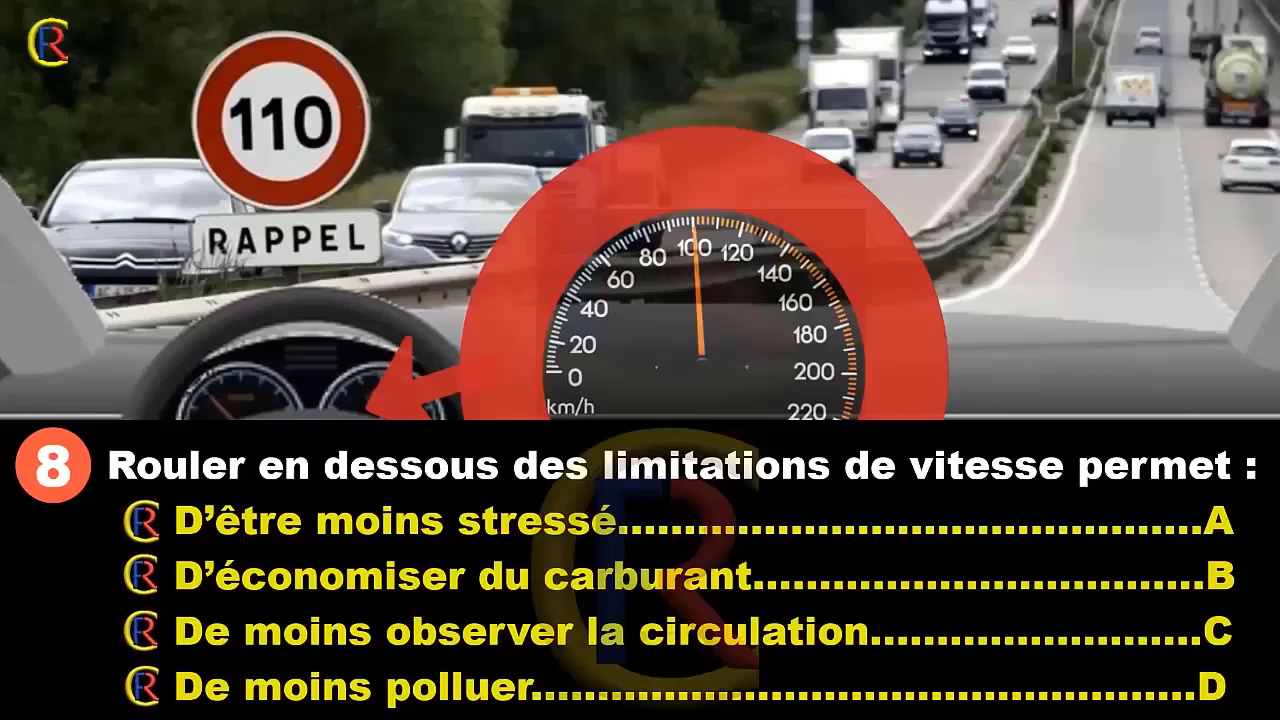 CR
110
RAPPEL
0
20
40
60
80
100
120
140
160
180
200
220
km/h
8 Rouler en dessous des limitations de vitesse permet :
D’être moins stressé............................................A
D’économiser du carburant..................................B
De moins observer la circulation.........................C
De moins polluer..................................................D